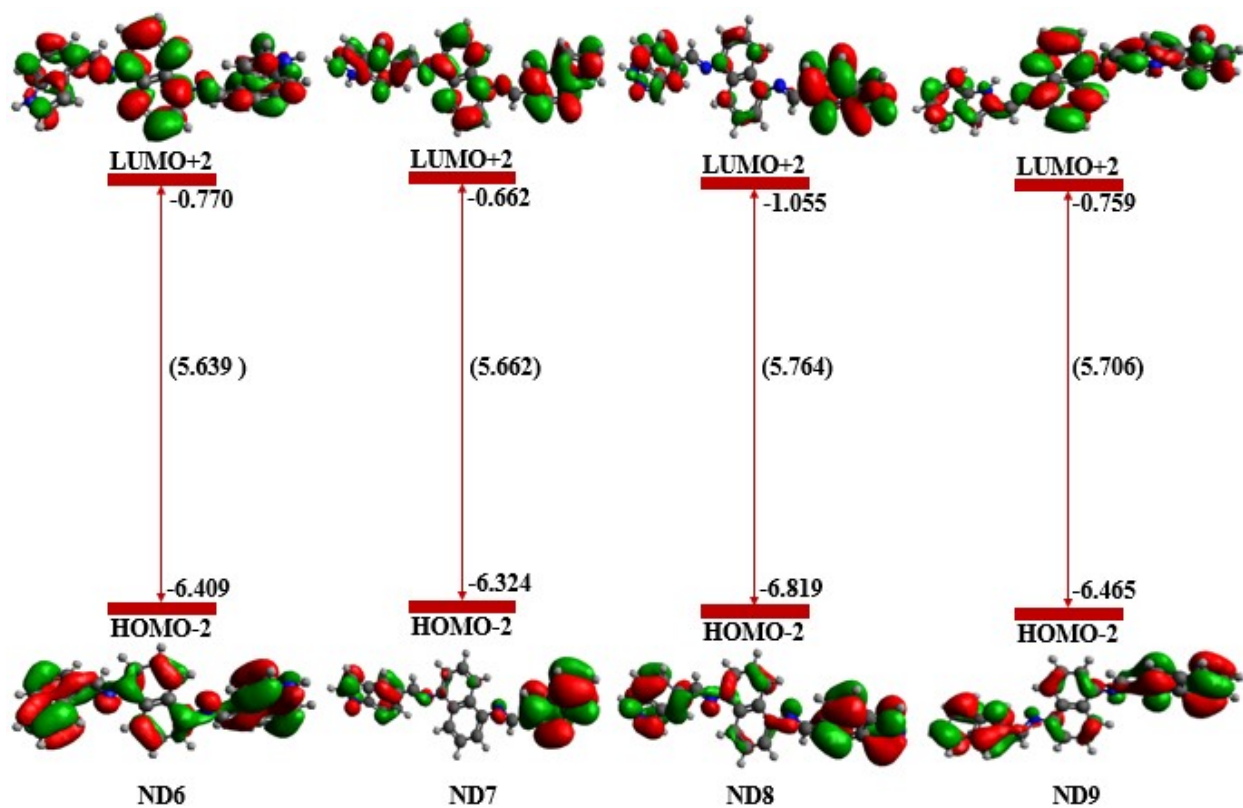 LUMO+2 LUMO+2 LUMO+2 LUMO+2
-0.770 -0.662 -1.055 -0.759
(5.639 ) (5.662) (5.764) (5.706)
-6.409 -6.324 -6.819 -6.465
HOMO-2 HOMO-2 HOMO-2 HOMO-2
ND6 ND7 ND8 ND9